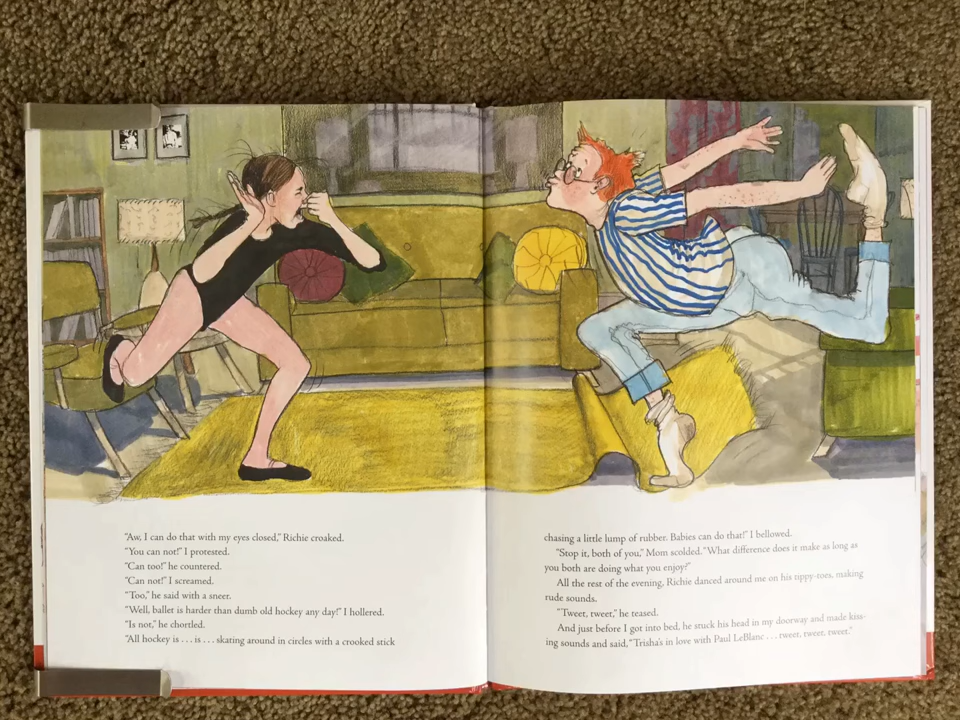 "Aw, I can do that with my eyes closed," Richie croaked.
"You can not!" I protested.
"Can too!" he countered.
"Can not!" I screamed.
"Too," he said with a sneer.
"Well, ballet is harder than dumb old hockey any day!" I hollered.
"Is not," he chortled.
"All hockey is . . . is . . . skating around in circles with a crooked stick
chasing a little lump of rubber. Babies can do that!" I bellowed.
"Stop it, both of you," Mom scolded. "What difference does it make as long as
you both are doing what you enjoy?"
All the rest of the evening, Richie danced around me on his tippy-toes, making
rude sounds.
"Tweet, tweet," he teased.
And just before I got into bed, he stuck his head in my doorway and made kiss-
ing sounds and said, "Trisha's in love with Paul LeBlanc . . . tweet, tweet, tweet."